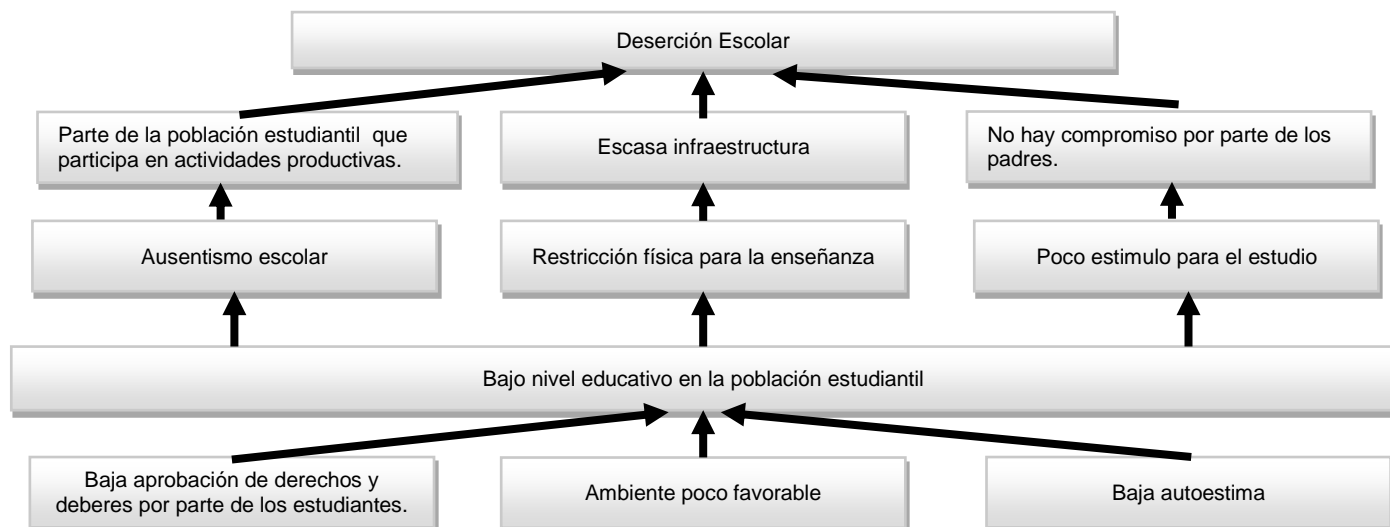 Deserción Escolar
Parte de la población estudiantil que
participa en actividades productivas.
Escasa infraestructura
No hay compromiso por parte de los
padres.
Ausentismo escolar
Restricción física para la enseñanza
Poco estimulo para el estudio
Bajo nivel educativo en la población estudiantil
Baja aprobación de derechos y
deberes por parte de los estudiantes.
Ambiente poco favorable
Baja autoestima